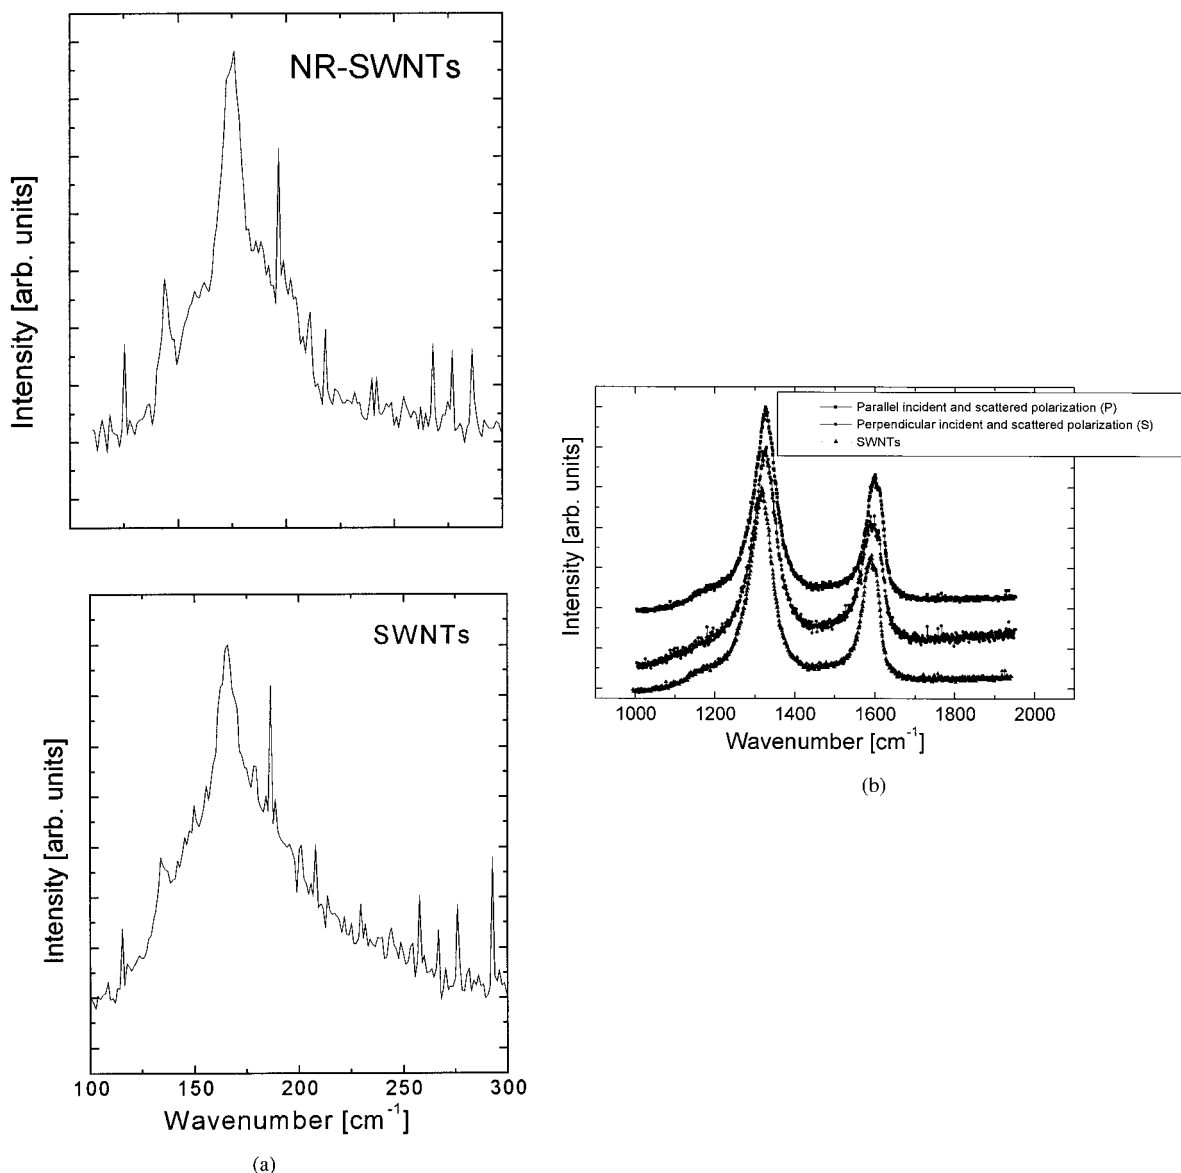 NR-SWNTs
Intensity [arb. units]
SWNTs
Intensity [arb. units]
100 150 200 250 300
Wavenumber [cm⁻¹]
(a)
Parallel incident and scattered polarization (P)
Perpendicular incident and scattered polarization (S)
SWNTs
Intensity [arb. units]
1000 1200 1400 1600 1800 2000
Wavenumber [cm⁻¹]
(b)